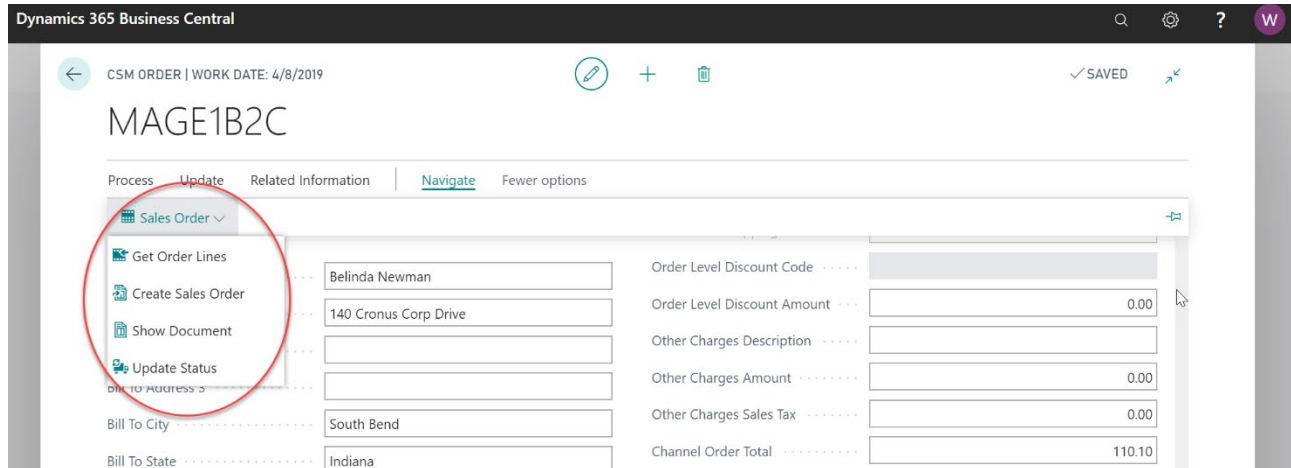 Dynamics 365 Business Central
?
W
CSM ORDER | WORK DATE: 4/8/2019
SAVED
MAGE1B2C
Process Update Related Information Navigate Fewer options
Sales Order
Get Order Lines
Create Sales Order
Show Document
Update Status
Belinda Newman
140 Cronus Corp Drive
Bill To Address 3
Bill To City South Bend
Bill To State Indiana
Order Level Discount Code
Order Level Discount Amount 0.00
Other Charges Description
Other Charges Amount 0.00
Other Charges Sales Tax 0.00
Channel Order Total 110.10